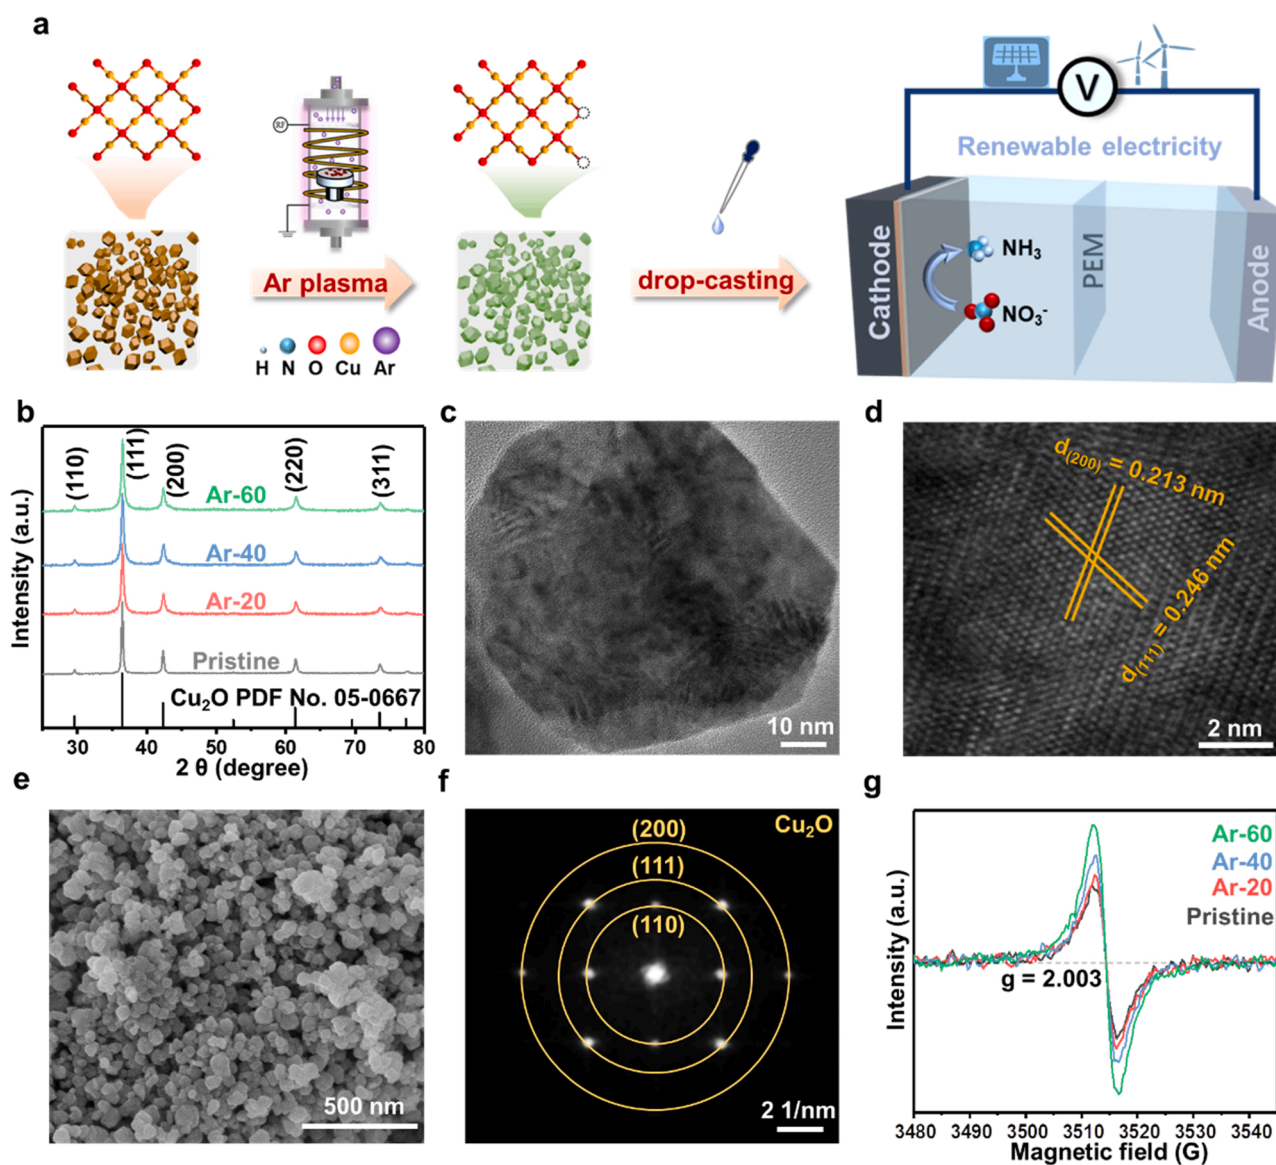 a
RF
Ar plasma
H N O Cu Ar
drop-casting
V
Renewable electricity
Cathode
NH₃
NO₃⁻
PEM
Anode
b
Intensity (a.u.)
(110)
(111)
(200)
(220)
(311)
Ar-60
Ar-40
Ar-20
Pristine
Cu₂O PDF No. 05-0667
30 40 50 60 70 80
2 θ (degree)
c
10 nm
d
d(200) = 0.213 nm
d(111) = 0.246 nm
2 nm
e
500 nm
f
Cu₂O
(200)
(111)
(110)
2 1/nm
g
Intensity (a.u.)
Ar-60
Ar-40
Ar-20
Pristine
g = 2.003
3480 3490 3500 3510 3520 3530 3540
Magnetic field (G)